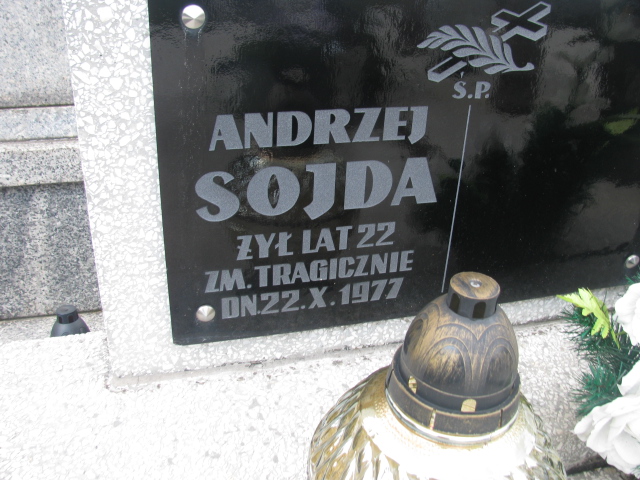 Ś.P.
ANDRZEJ
SOJDA
ŻYŁ LAT 22
ZM. TRAGICZNIE
DN.22.X.1977